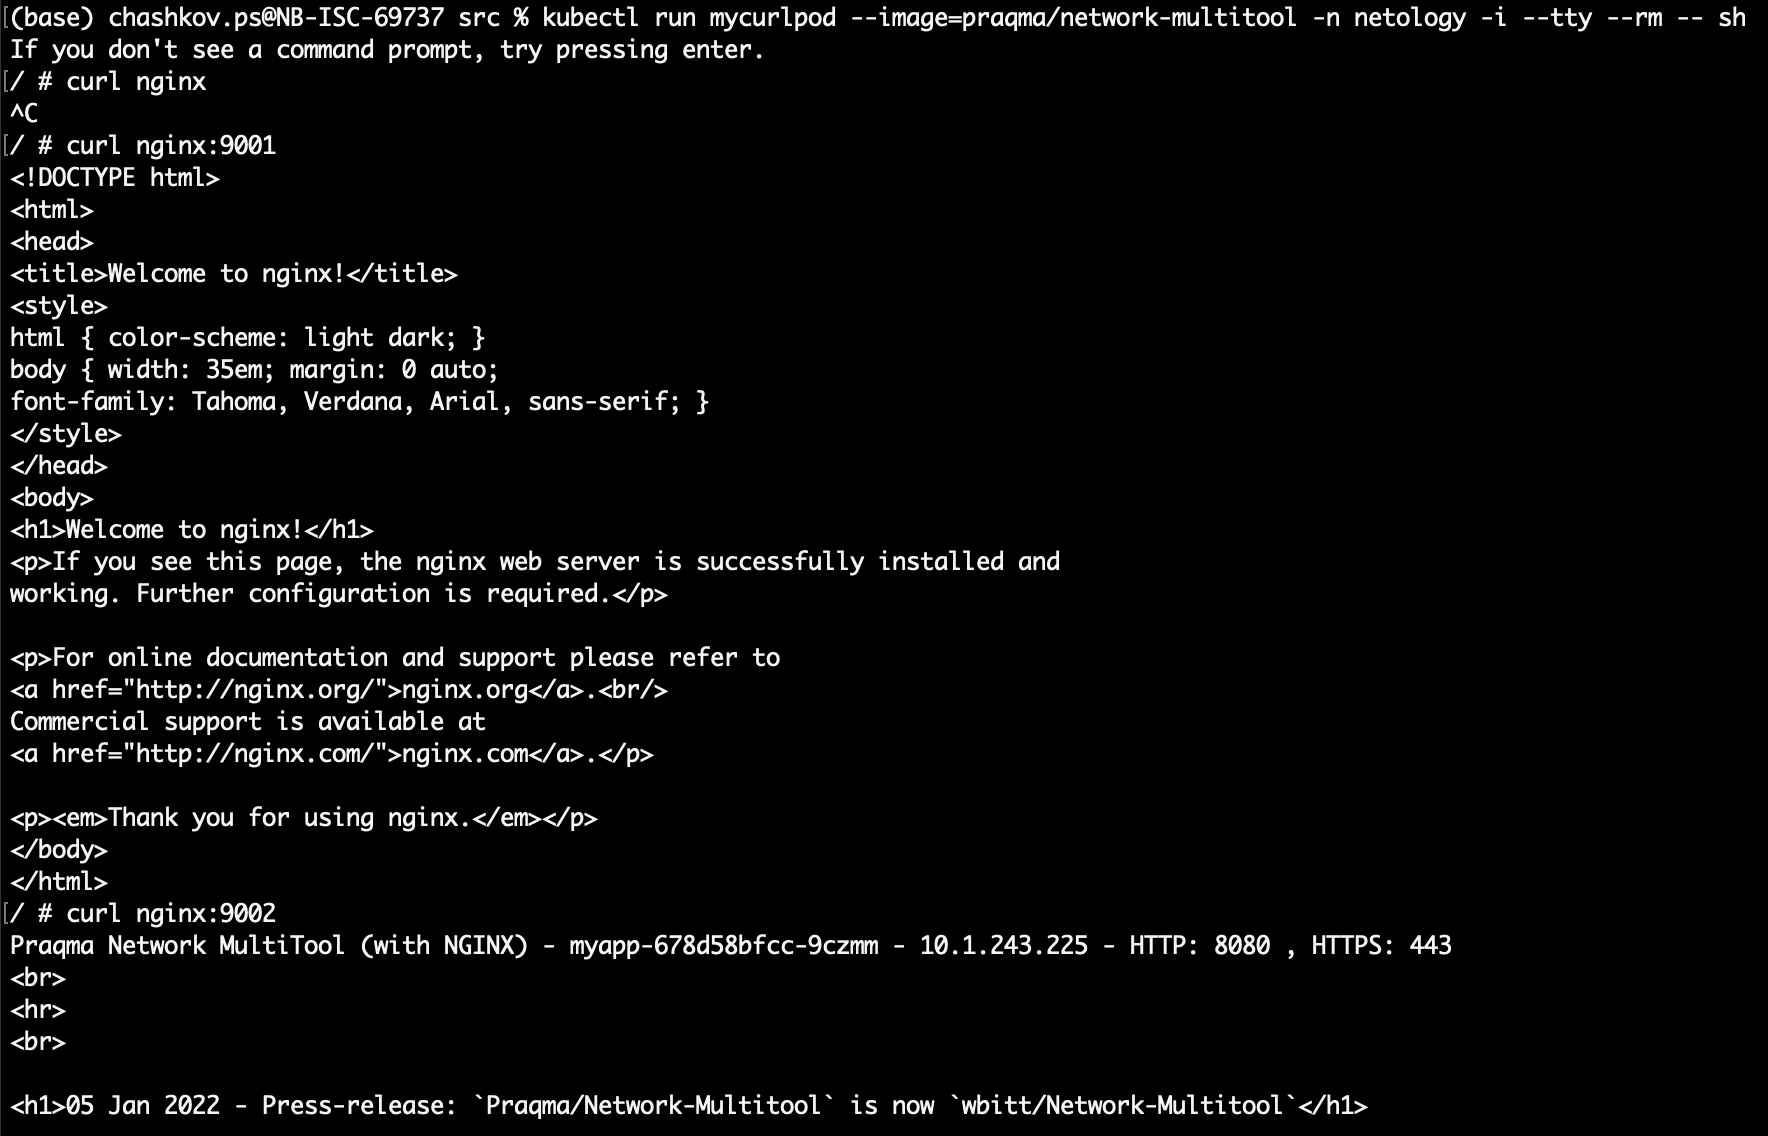 (base) chashkov.ps@NB-ISC-69737 src % kubectl run mycurlpod --image=praqma/network-multitool -n netology -i --tty --rm -- sh
If you don't see a command prompt, try pressing enter.
/ # curl nginx
^C
/ # curl nginx:9001
<!DOCTYPE html>
<html>
<head>
<title>Welcome to nginx!</title>
<style>
html { color-scheme: light dark; }
body { width: 35em; margin: 0 auto;
font-family: Tahoma, Verdana, Arial, sans-serif; }
</style>
</head>
<body>
<h1>Welcome to nginx!</h1>
<p>If you see this page, the nginx web server is successfully installed and
working. Further configuration is required.</p>

<p>For online documentation and support please refer to
<a href="http://nginx.org/">nginx.org</a>.<br/>
Commercial support is available at
<a href="http://nginx.com/">nginx.com</a>.</p>

<p><em>Thank you for using nginx.</em></p>
</body>
</html>
/ # curl nginx:9002
Praqma Network MultiTool (with NGINX) - myapp-678d58bfcc-9czmm - 10.1.243.225 - HTTP: 8080 , HTTPS: 443
<br>
<hr>
<br>

<h1>05 Jan 2022 - Press-release: `Praqma/Network-Multitool` is now `wbitt/Network-Multitool`</h1>